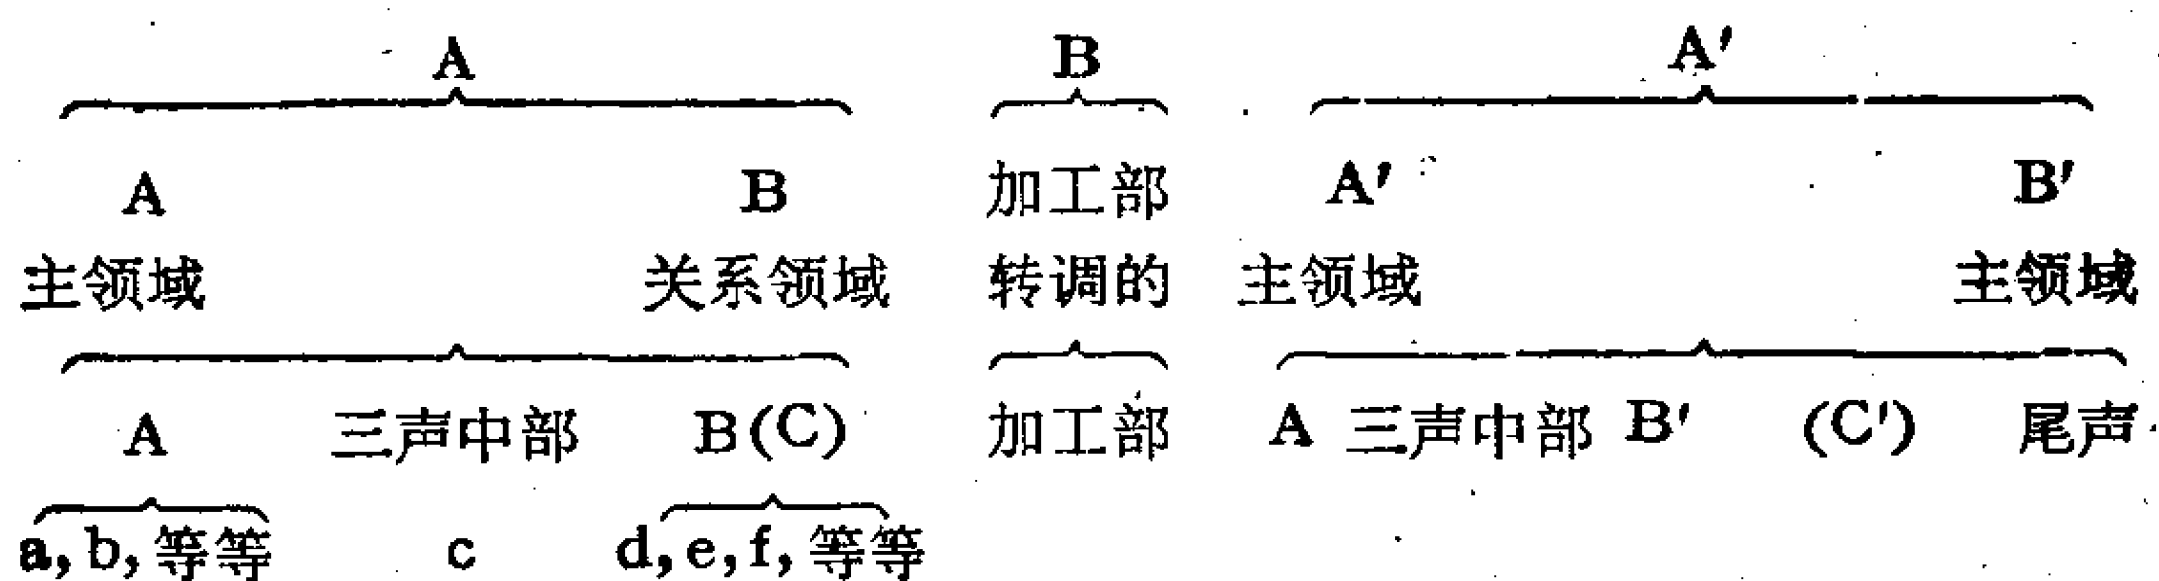 A B A′
A B 加工部 A′ B′
主领域 关系领域 转调的 主领域 主领域
A 三声中部 B(C) 加工部 A 三声中部 B′ (C′) 尾声
a, b, 等等 c d, e, f, 等等